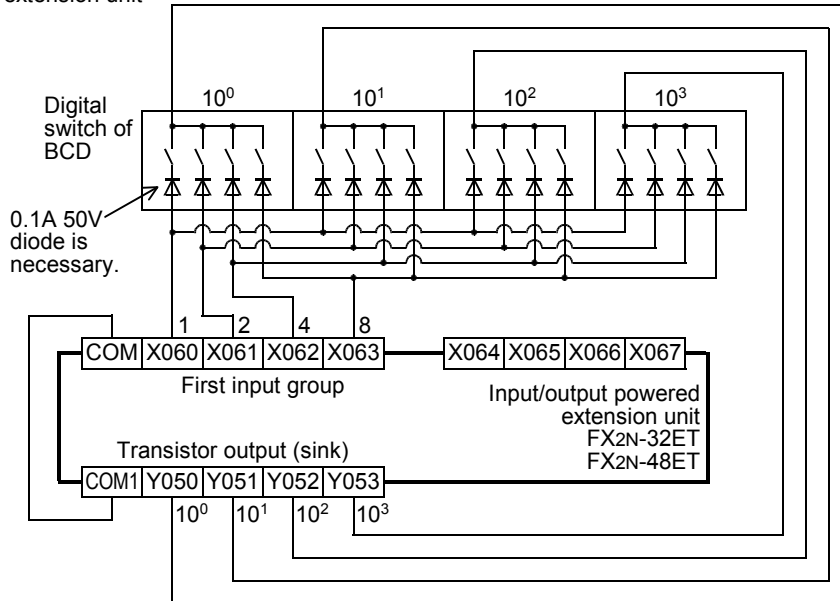 extension unit
10⁰ 10¹ 10² 10³
Digital
switch of
BCD
0.1A 50V
diode is
necessary.
1 2 4 8
COM X060 X061 X062 X063 X064 X065 X066 X067
First input group
Input/output powered
extension unit
FX2N-32ET
FX2N-48ET
Transistor output (sink)
COM1 Y050 Y051 Y052 Y053
10⁰ 10¹ 10² 10³